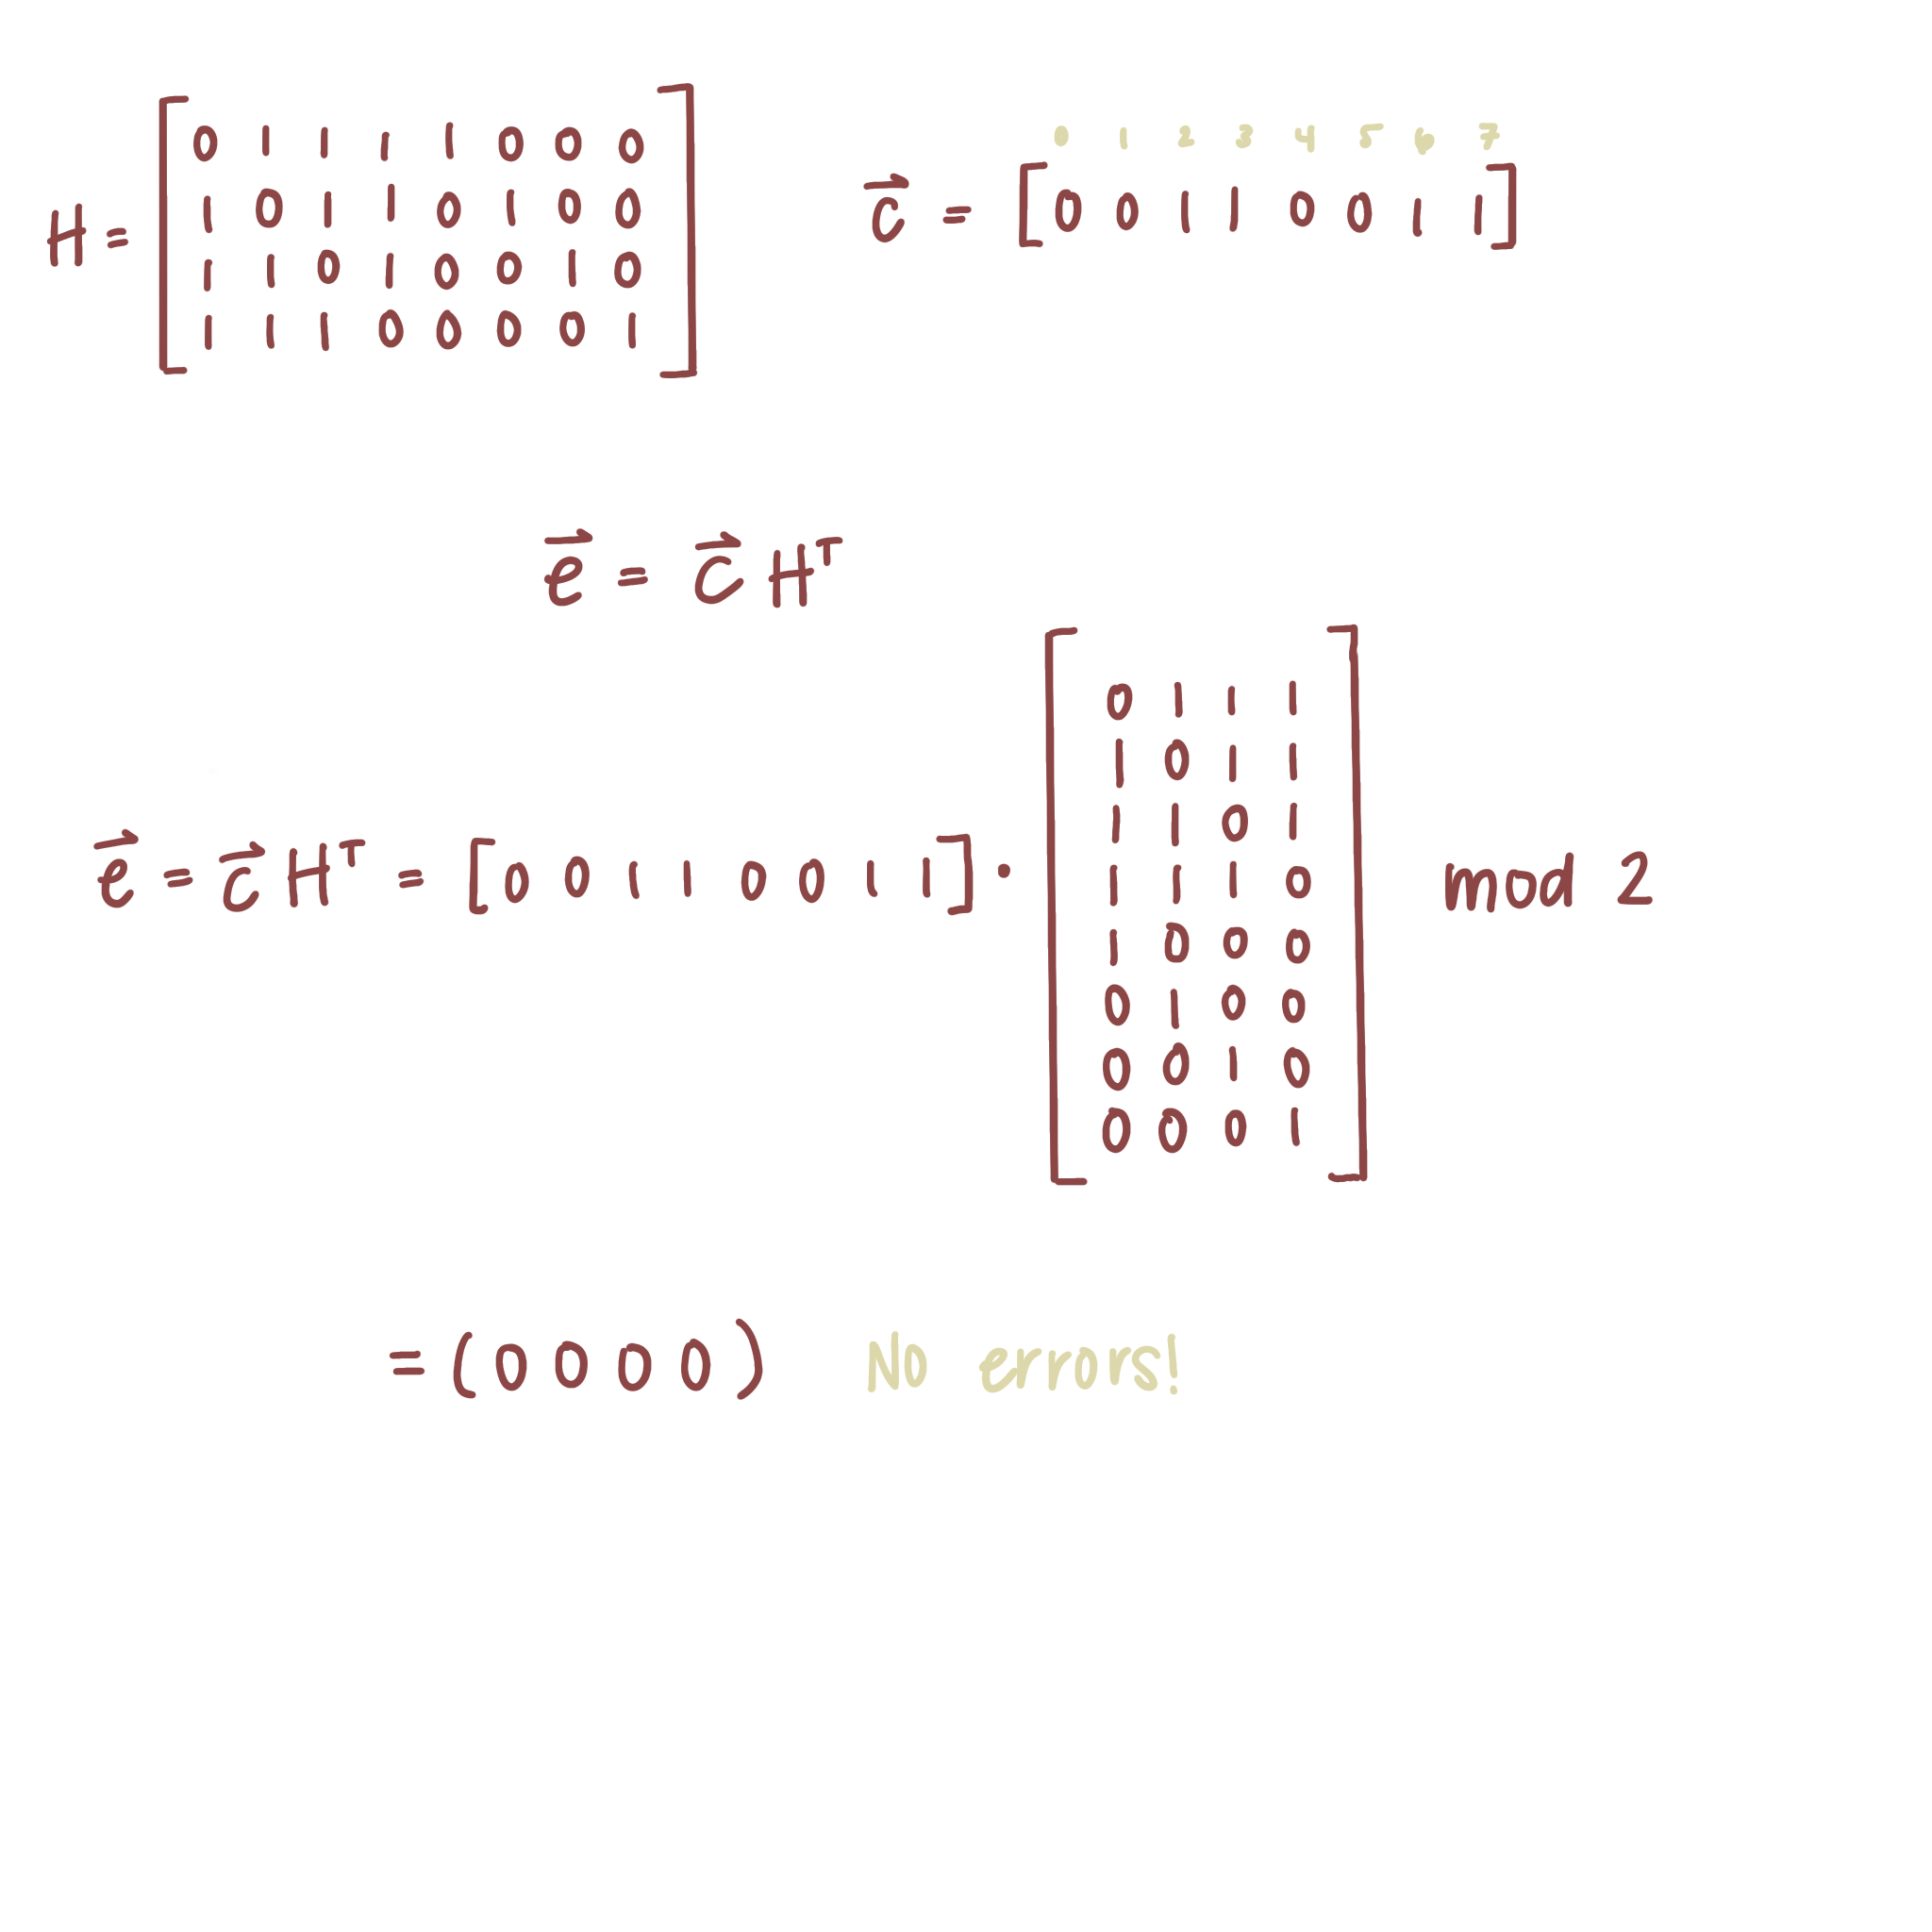 0 1 2 3 4 5 6 7
0 1 1 1 1 0 0 0
H = 1 0 1 1 0 1 0 0 c⃗ = [0 0 1 1 0 0 1 1]
1 1 0 1 0 0 1 0
1 1 1 0 0 0 0 1
e⃗ = c⃗ Hᵀ
0 1 1 1
1 0 1 1
1 1 0 1
e⃗ = c⃗ Hᵀ = [0 0 1 1 0 0 1 1] · 1 1 1 0 mod 2
1 0 0 0
0 1 0 0
0 0 1 0
0 0 0 1
= (0 0 0 0) No errors!